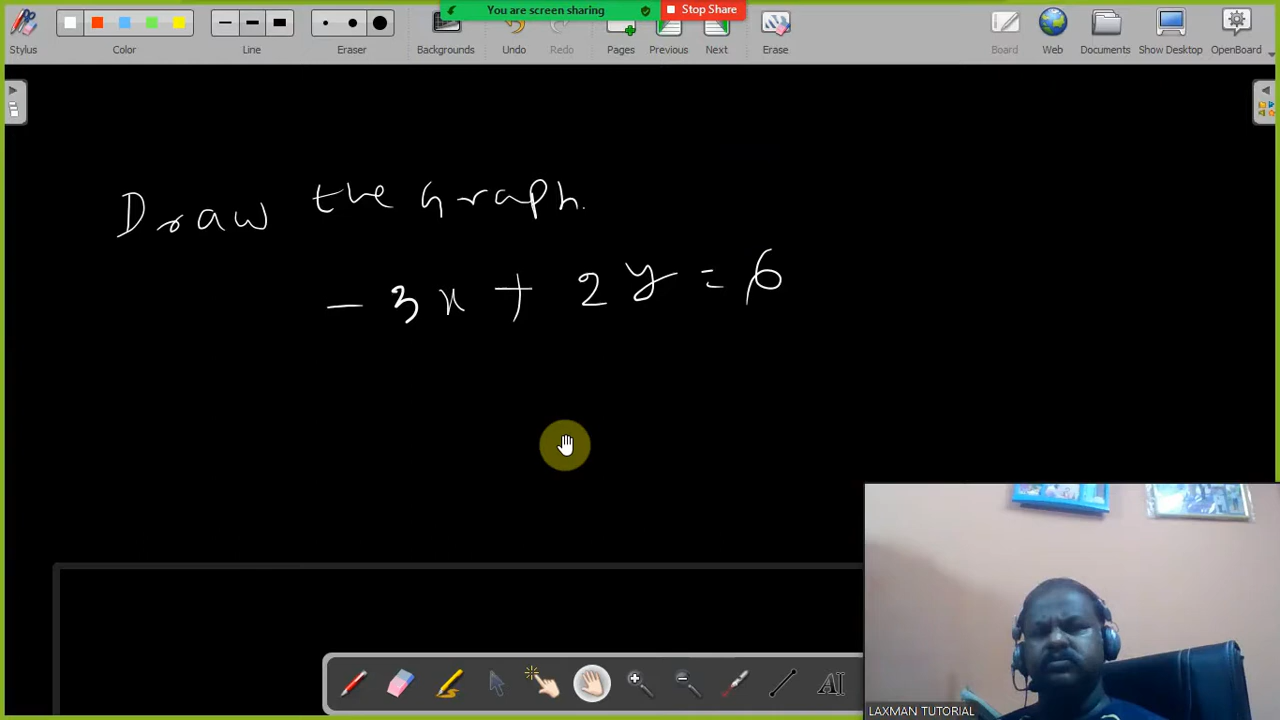 You are screen sharing Stop Share
Stylus Color Line Eraser Backgrounds Undo Redo Pages Previous Next Erase Board Web Documents Show Desktop OpenBoard
Draw the Graph.
- 3x + 2y = 6
LAXMAN TUTORIAL